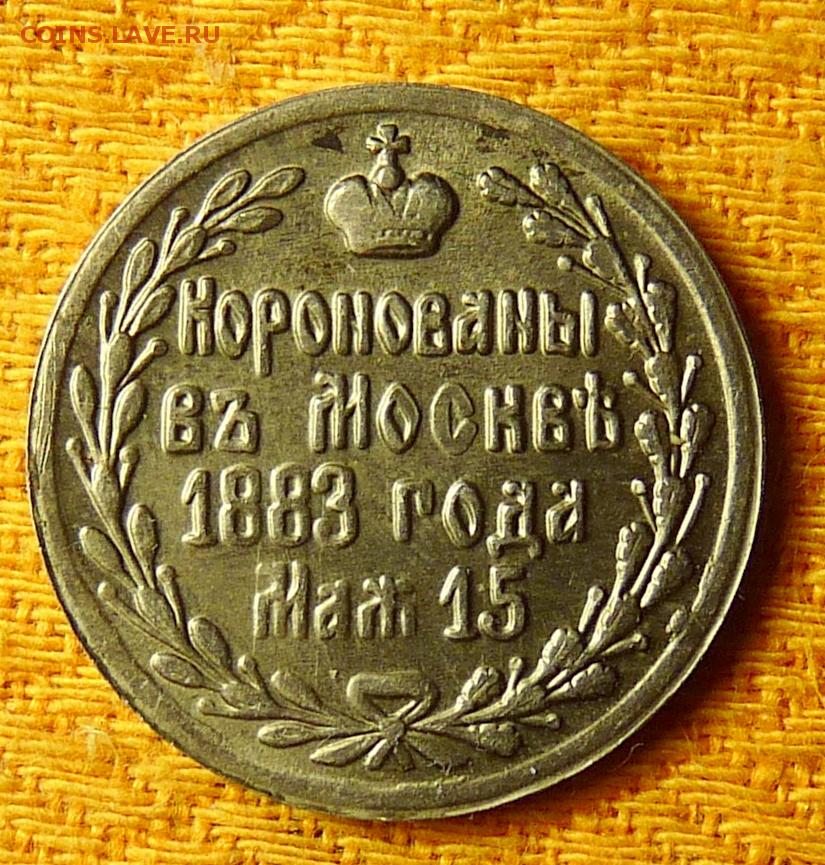 COINS.LAVE.RU
Коронованы
въ Москвѣ
1883 года
Мая 15